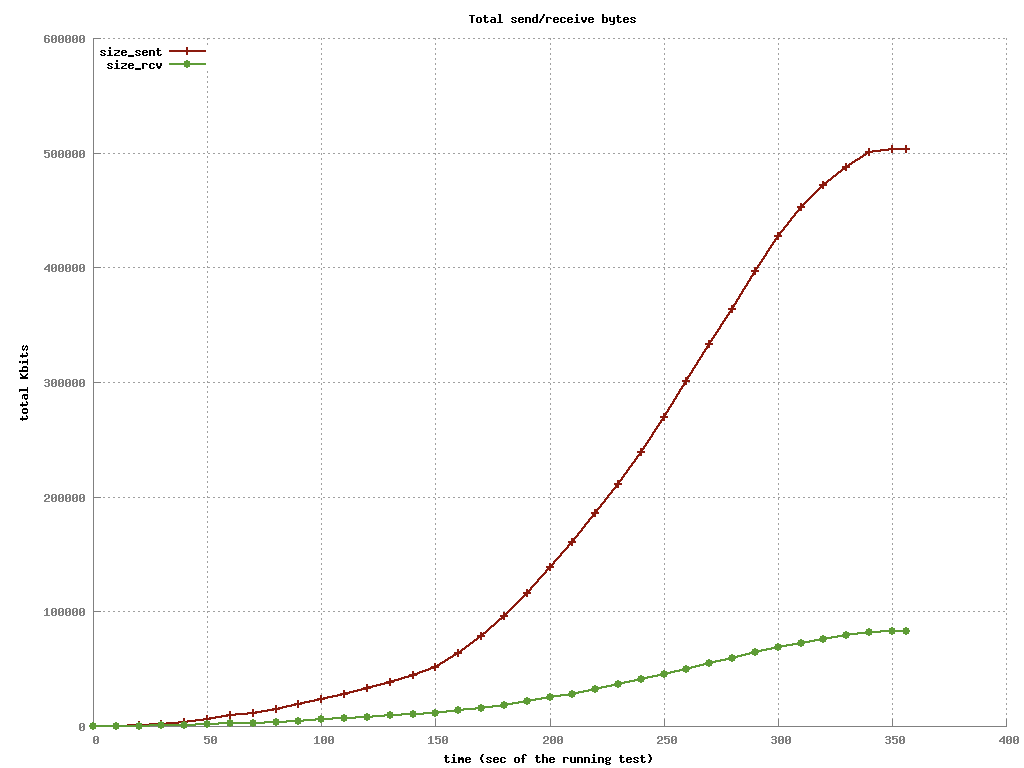 Total send/receive bytes
600000
size_sent
size_rcv
500000
400000
total Kbits
300000
200000
100000
0
0 50 100 150 200 250 300 350 400
time (sec of the running test)